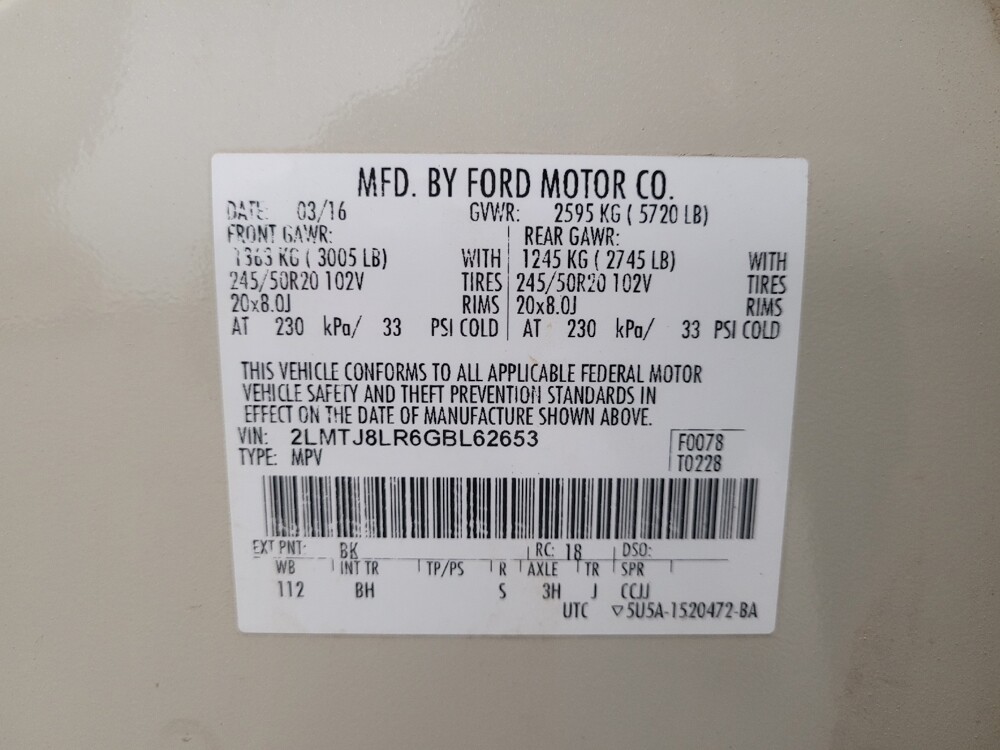 MFD. BY FORD MOTOR CO.
DATE: 03/16 GVWR: 2595 KG ( 5720 LB)
FRONT GAWR: REAR GAWR:
1363 KG ( 3005 LB) WITH 1245 KG ( 2745 LB) WITH
245/50R20 102V TIRES 245/50R20 102V TIRES
20x8.0J RIMS 20x8.0J RIMS
AT 230 kPa/ 33 PSI COLD AT 230 kPa/ 33 PSI COLD
THIS VEHICLE CONFORMS TO ALL APPLICABLE FEDERAL MOTOR
VEHICLE SAFETY AND THEFT PREVENTION STANDARDS IN
EFFECT ON THE DATE OF MANUFACTURE SHOWN ABOVE.
VIN: 2LMTJ8LR6GBL62653 F0078
TYPE: MPV T0228
EXT PNT: BK RC: 18 DSO:
WB INT TR TP/PS R AXLE TR SPR
112 BH S 3H J CCJJ
UTC ▽5U5A-1520472-BA